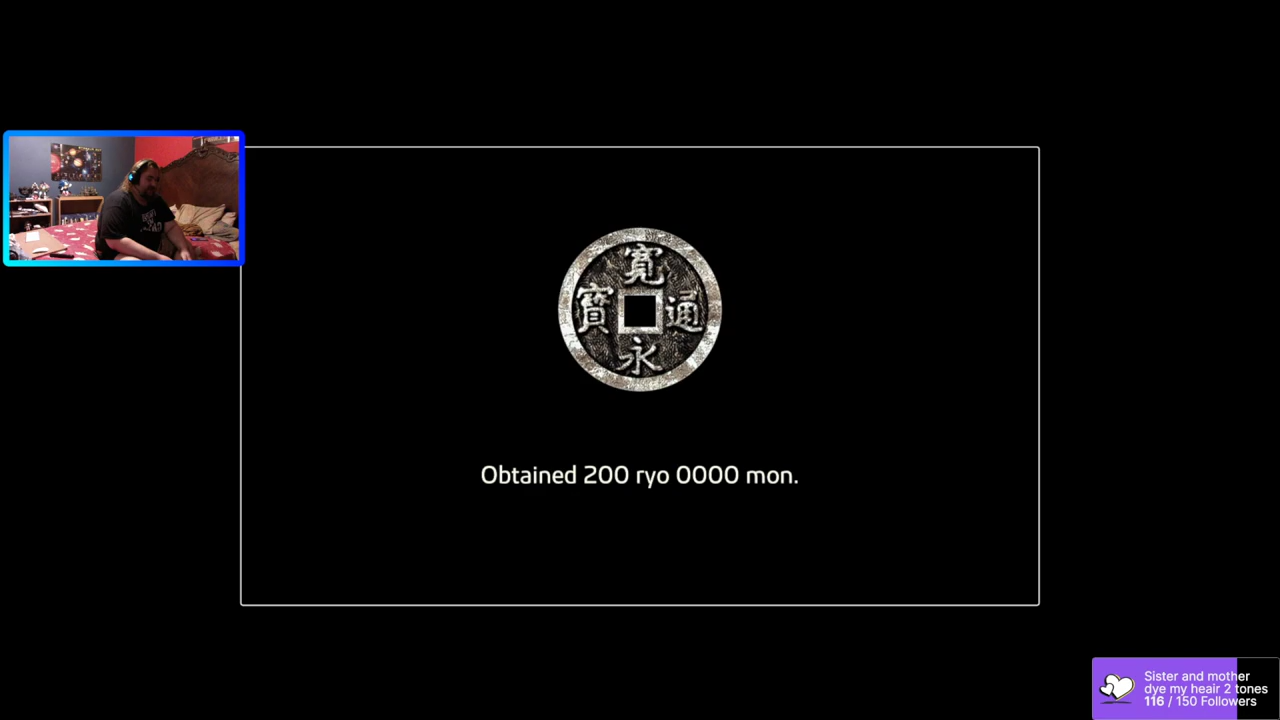 寛
寳 通
永
Obtained 200 ryo 0000 mon.
Sister and mother
dye my heair 2 tones
116 / 150 Followers